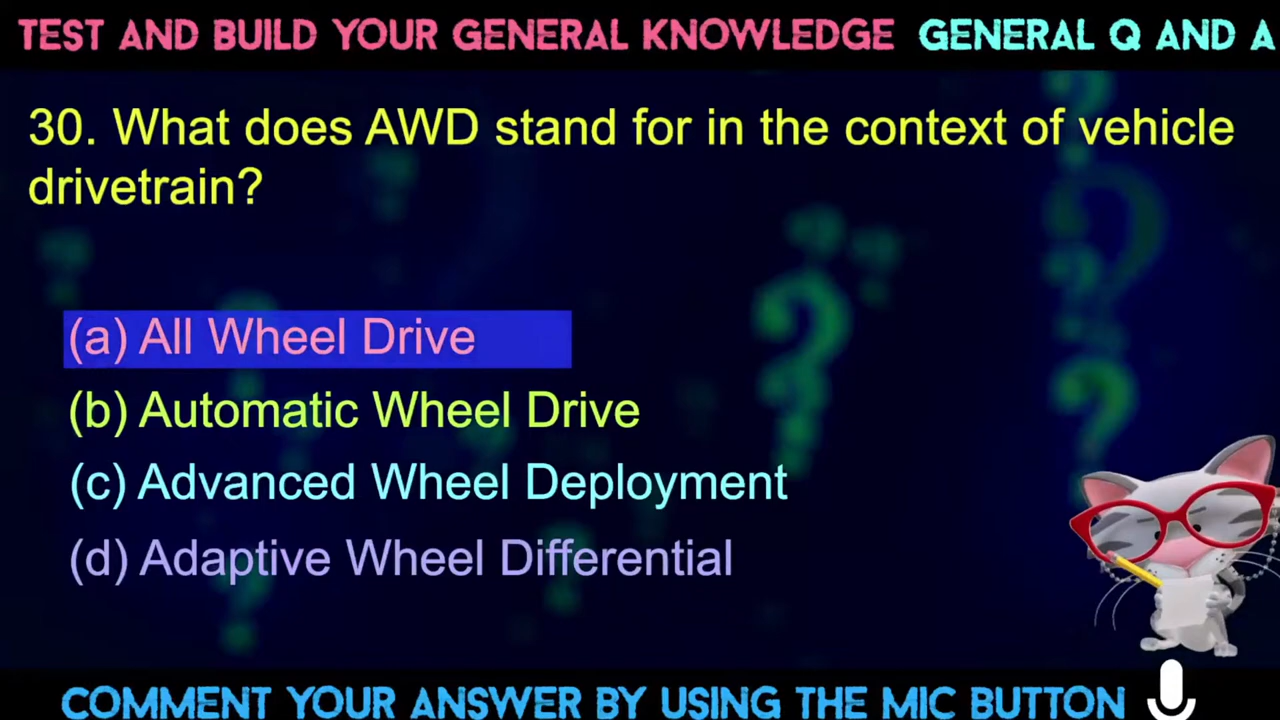 TEST AND BUILD YOUR GENERAL KNOWLEDGE GENERAL Q AND A
30. What does AWD stand for in the context of vehicle
drivetrain?
(a) All Wheel Drive
(b) Automatic Wheel Drive
(c) Advanced Wheel Deployment
(d) Adaptive Wheel Differential
COMMENT YOUR ANSWER BY USING THE MIC BUTTON